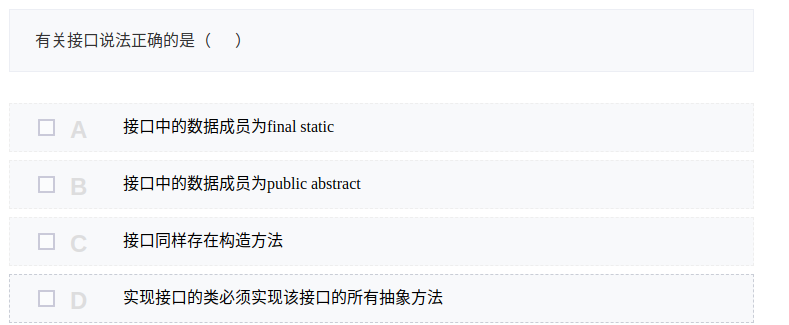 有关接口说法正确的是（　）
A 接口中的数据成员为final static
B 接口中的数据成员为public abstract
C 接口同样存在构造方法
D 实现接口的类必须实现该接口的所有抽象方法